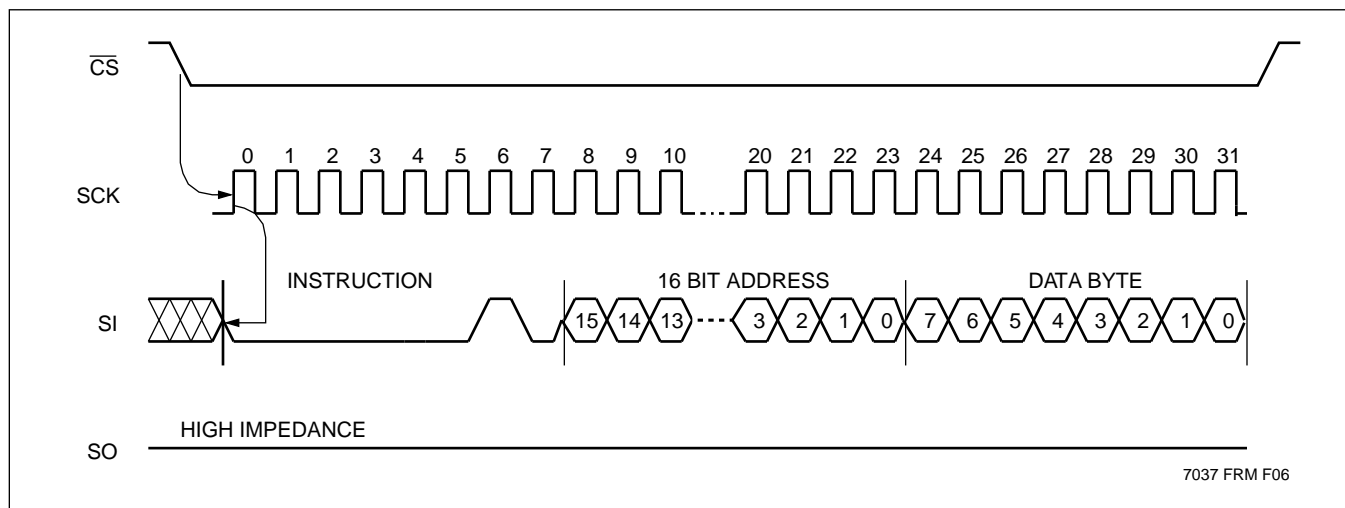 CS
0 1 2 3 4 5 6 7 8 9 10 20 21 22 23 24 25 26 27 28 29 30 31
SCK
INSTRUCTION 16 BIT ADDRESS DATA BYTE
SI 15 14 13 3 2 1 0 7 6 5 4 3 2 1 0
HIGH IMPEDANCE
SO
7037 FRM F06